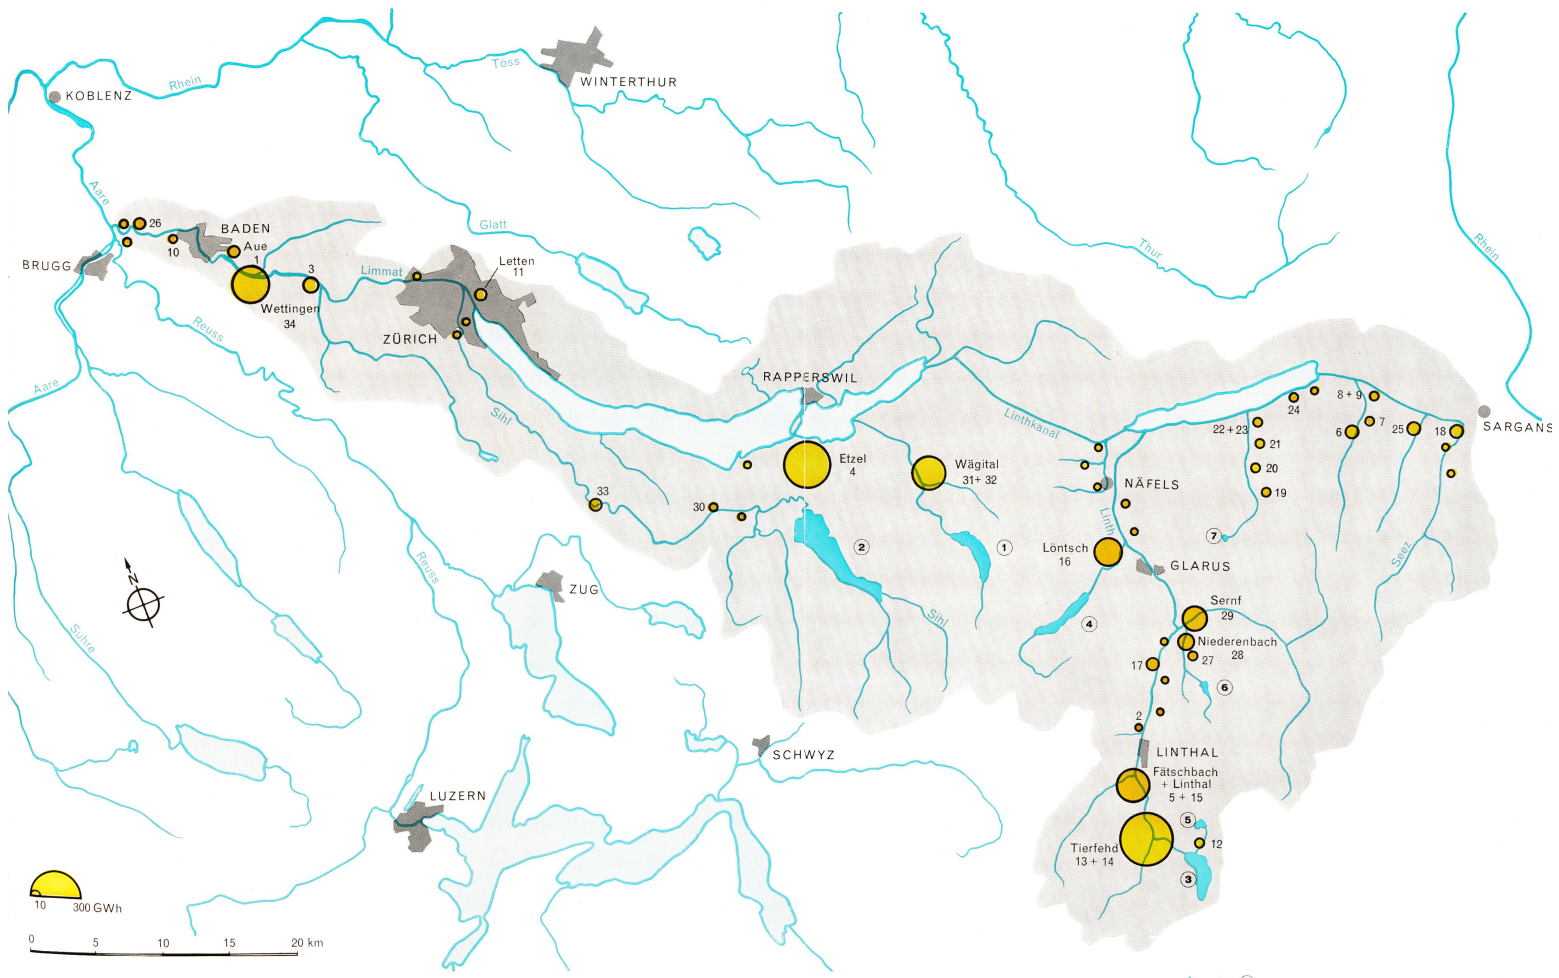 Töss
WINTERTHUR
Rhein
KOBLENZ
Aare
26
BADEN
10
Aue
1
BRUGG
Glatt
Letten
11
3
Limmat
Wettingen
34
Reuss
ZÜRICH
Thur
Rhein
Aare
Sihl
RAPPERSWIL
Linthkanal
8 + 9
24
7
22 + 23
6
25
18
SARGANS
21
20
19
Etzel
4
Wägital
31+ 32
NÄFELS
33
30
Linth
7
2
1
Löntsch
16
GLARUS
Seez
Reuss
N
ZUG
Sihl
4
Sernf
29
Niederenbach
28
27
17
6
Suhre
2
LINTHAL
SCHWYZ
Fätschbach
+ Linthal
5 + 15
LUZERN
5
12
Tierfehd
13 + 14
3
10
300 GWh
0
5
10
15
20 km